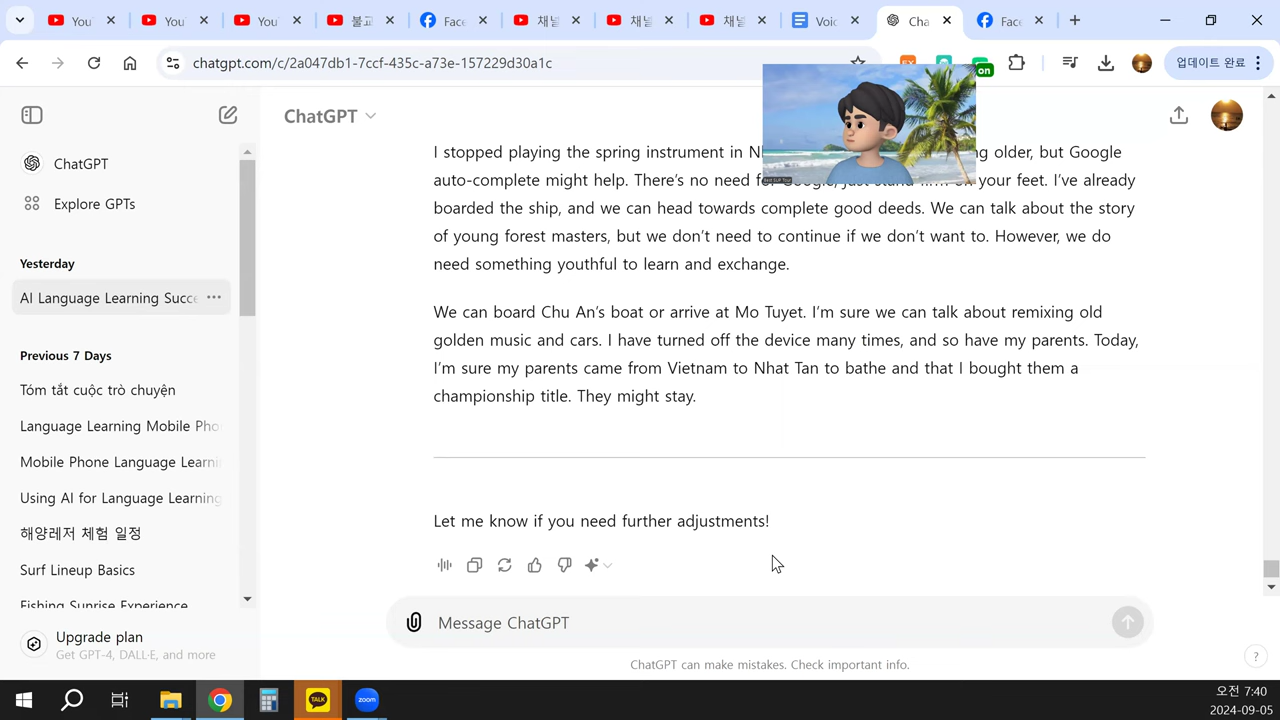 You
You
You
불교
Face
채널
채널
채널
Voic
Cha
Face
chatgpt.com/c/2a047db1-7ccf-435c-a73e-157229d30a1c
on
업데이트 완료
ChatGPT
ChatGPT
Explore GPTs
Yesterday
AI Language Learning Succe
Previous 7 Days
Tóm tắt cuộc trò chuyện
Language Learning Mobile Pho
Mobile Phone Language Learni
Using AI for Language Learning
해양레저 체험 일정
Surf Lineup Basics
Fishing Sunrise Experience
Upgrade plan
Get GPT-4, DALL·E, and more
I stopped playing the spring instrument in older, but Google
auto-complete might help. There's no need your feet. I've already
boarded the ship, and we can head towards complete good deeds. We can talk about the story
of young forest masters, but we don't need to continue if we don't want to. However, we do
need something youthful to learn and exchange.
We can board Chu An's boat or arrive at Mo Tuyet. I'm sure we can talk about remixing old
golden music and cars. I have turned off the device many times, and so have my parents. Today,
I'm sure my parents came from Vietnam to Nhat Tan to bathe and that I bought them a
championship title. They might stay.
Let me know if you need further adjustments!
Message ChatGPT
ChatGPT can make mistakes. Check important info.
?
TALK
zoom
오전 7:40
2024-09-05